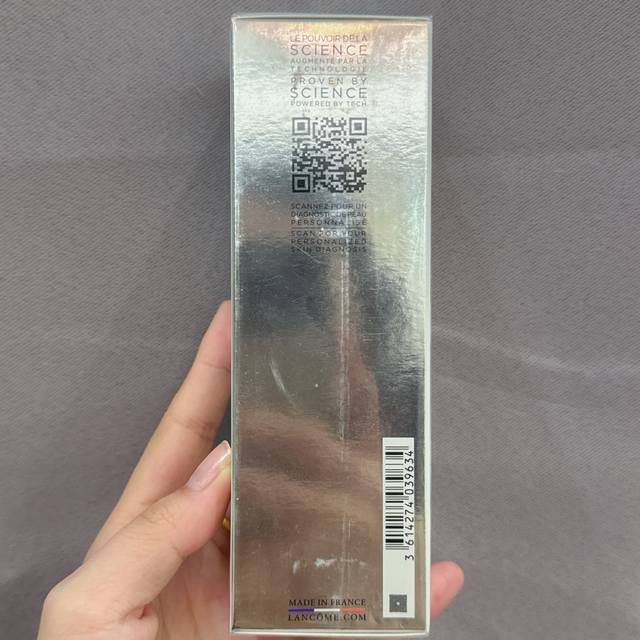 LE POUVOIR DE LA
SCIENCE
AUGMENTÉ PAR LA
TECHNOLOGIE
PROVEN BY
SCIENCE
POWERED BY TECH.
SCANNEZ POUR UN
DIAGNOSTIC DE PEAU
PERSONNALISÉ
SCAN FOR YOUR
PERSONALIZED
SKIN DIAGNOSIS
3 614274 039634
MADE IN FRANCE
LANCOME.COM